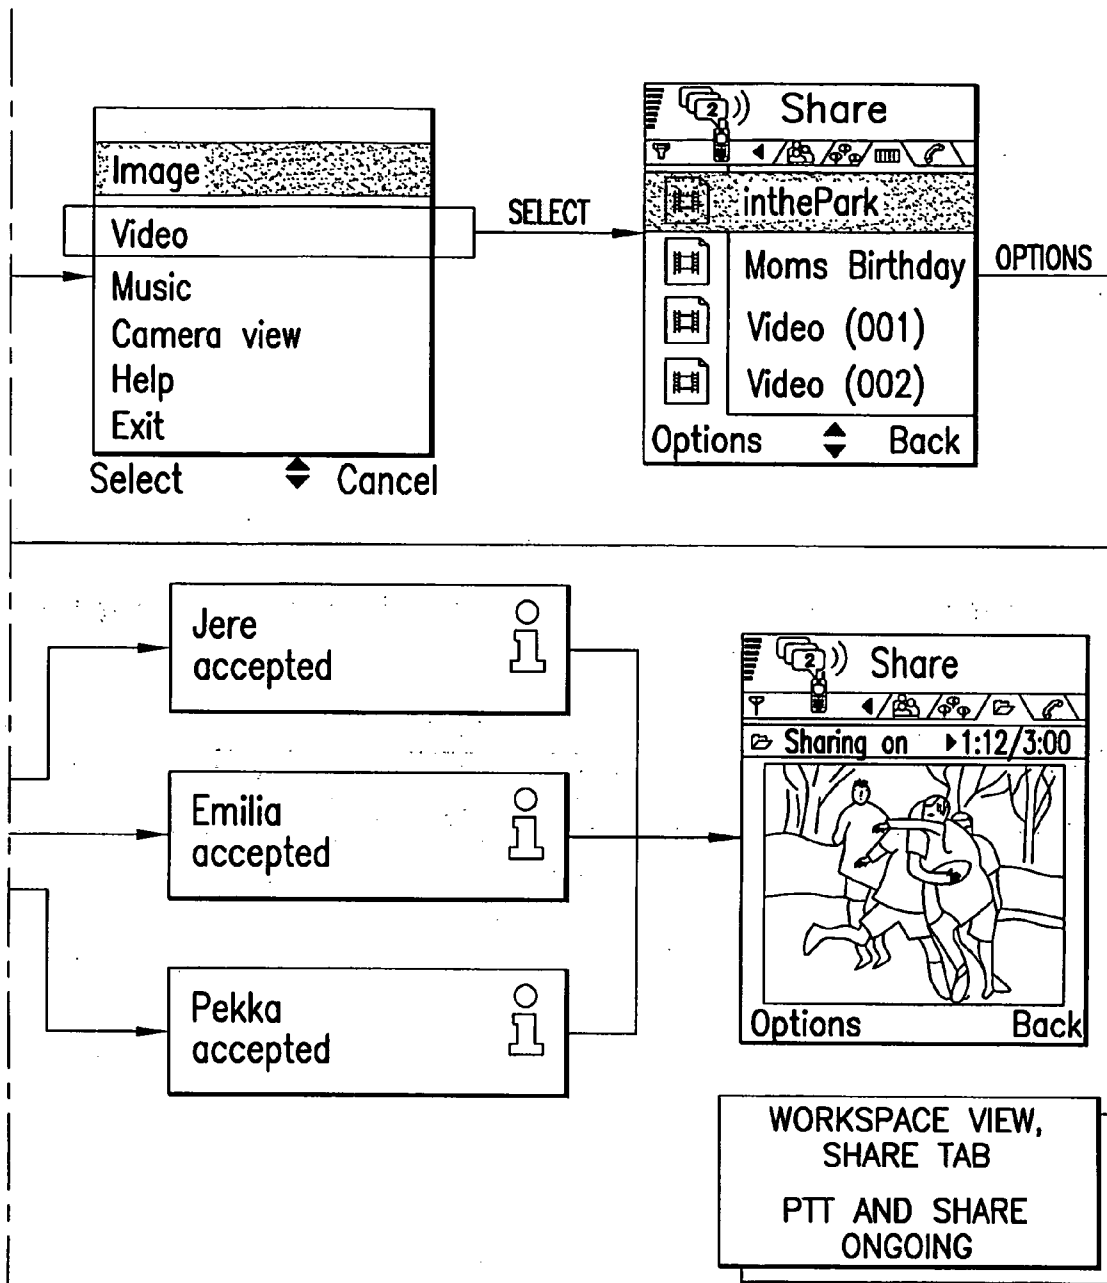 Image
Video
Music
Camera view
Help
Exit
Select Cancel
SELECT
2
Share
inthePark
Moms Birthday
Video (001)
Video (002)
Options Back
OPTIONS
Jere
accepted
i
Emilia
accepted
i
Pekka
accepted
i
2
Share
Sharing on 1:12/3:00
Options Back
WORKSPACE VIEW,
SHARE TAB
PTT AND SHARE
ONGOING